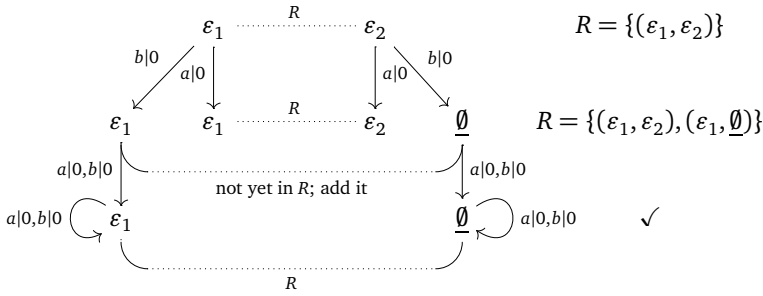 R
ε₁ ε₂ R = {(ε₁, ε₂)}
b|0 a|0 a|0 b|0
R
ε₁ ε₁ ε₂ ∅ R = {(ε₁, ε₂), (ε₁, ∅)}
a|0,b|0 a|0,b|0
not yet in R; add it
a|0,b|0 ε₁ ∅ a|0,b|0 ✓
R